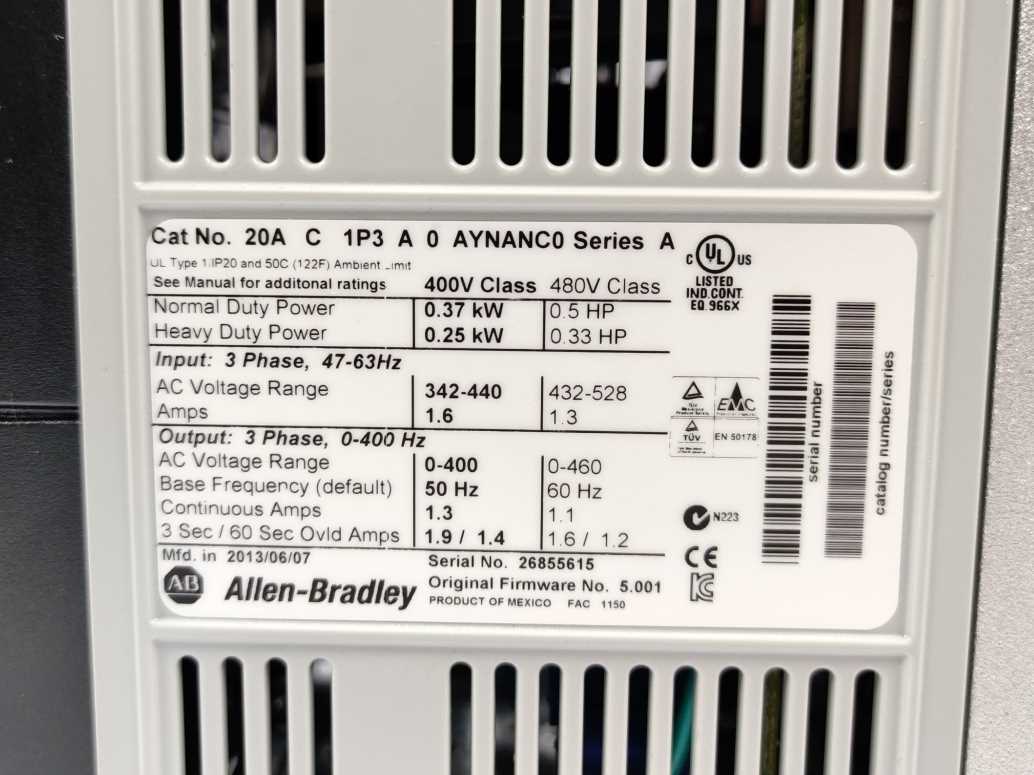 Cat No. 20A C 1P3 A 0 AYNANC0 Series A
UL Type 1/IP20 and 50C (122F) Ambient Limit
See Manual for additonal ratings 400V Class 480V Class
Normal Duty Power 0.37 kW 0.5 HP
Heavy Duty Power 0.25 kW 0.33 HP
Input: 3 Phase, 47-63Hz
AC Voltage Range 342-440 432-528
Amps 1.6 1.3
Output: 3 Phase, 0-400 Hz
AC Voltage Range 0-400 0-460
Base Frequency (default) 50 Hz 60 Hz
Continuous Amps 1.3 1.1
3 Sec / 60 Sec Ovld Amps 1.9 / 1.4 1.6 / 1.2
Mfd. in 2013/06/07 Serial No. 26855615
AB Allen-Bradley Original Firmware No. 5.001
PRODUCT OF MEXICO FAC 1150
C UL US
LISTED
IND.CONT.
EQ.966X
EMC
TÜV EN 50178
N223
CE
serial number
catalog number/series